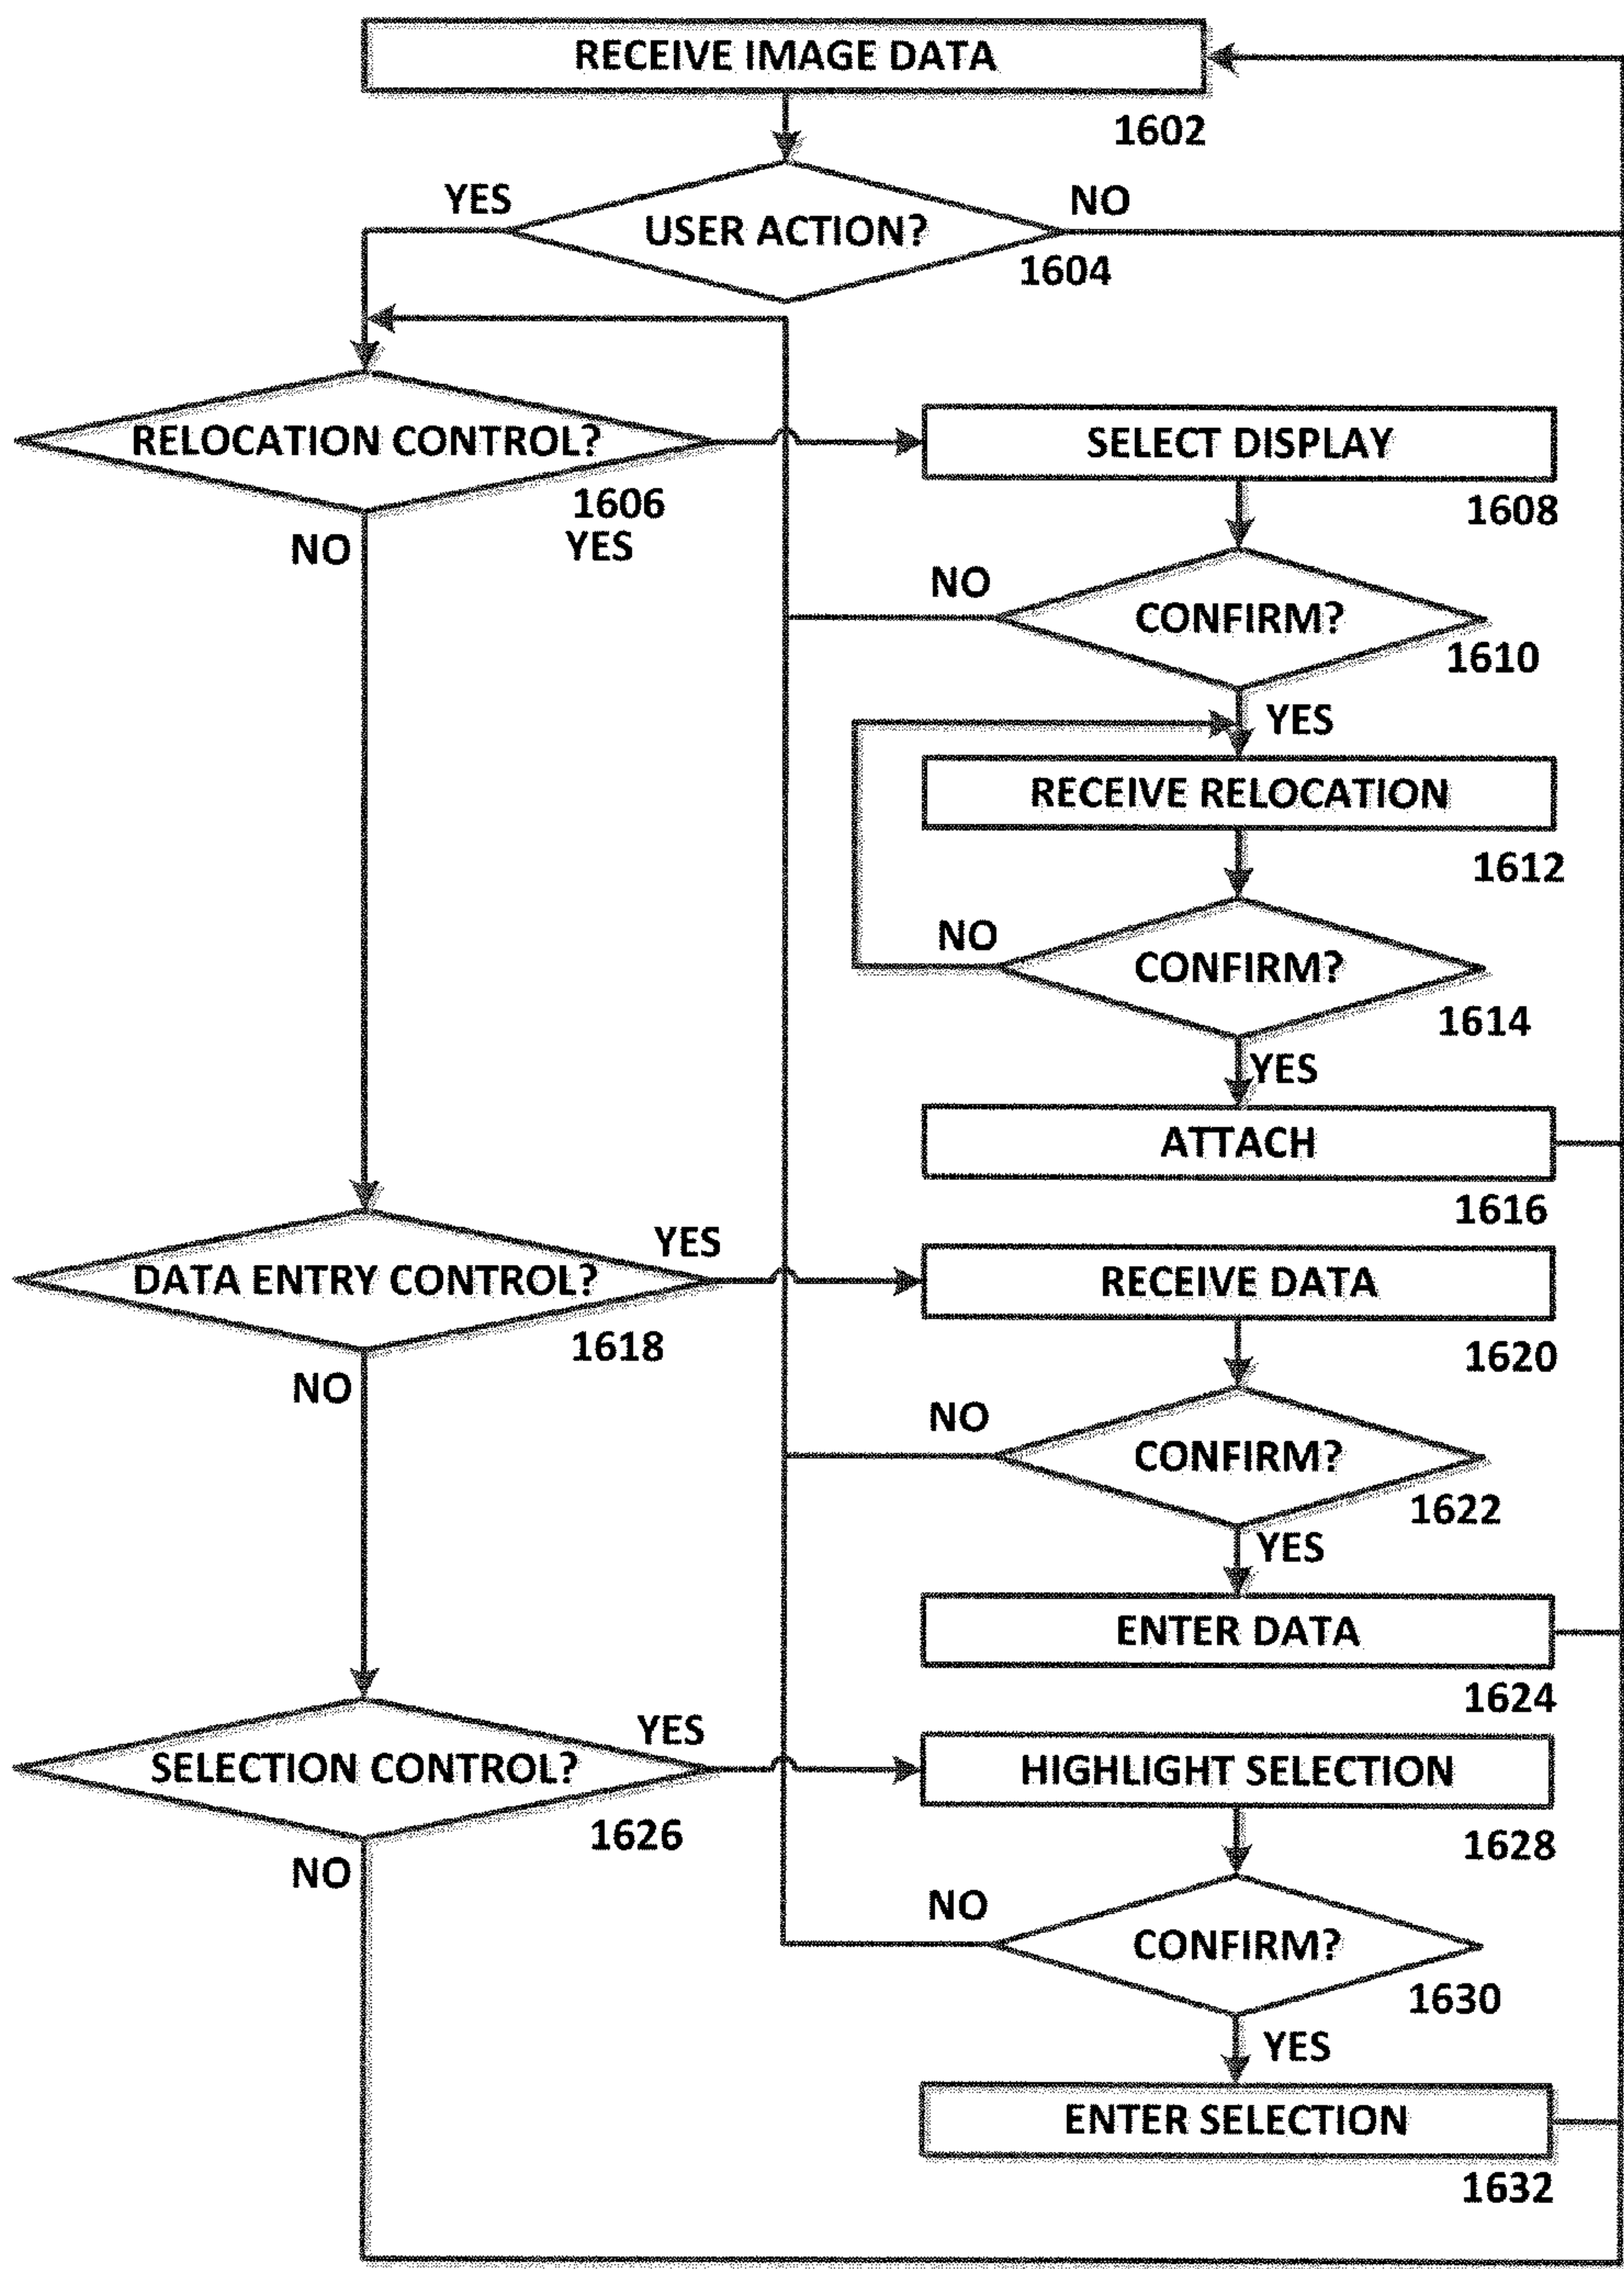 RECEIVE IMAGE DATA
1602
YES
NO
USER ACTION?
1604
RELOCATION CONTROL?
1606
YES
NO
SELECT DISPLAY
1608
NO
CONFIRM?
1610
YES
RECEIVE RELOCATION
1612
NO
CONFIRM?
1614
YES
ATTACH
1616
DATA ENTRY CONTROL?
YES
1618
NO
RECEIVE DATA
1620
NO
CONFIRM?
1622
YES
ENTER DATA
1624
SELECTION CONTROL?
YES
1626
NO
HIGHLIGHT SELECTION
1628
NO
CONFIRM?
1630
YES
ENTER SELECTION
1632